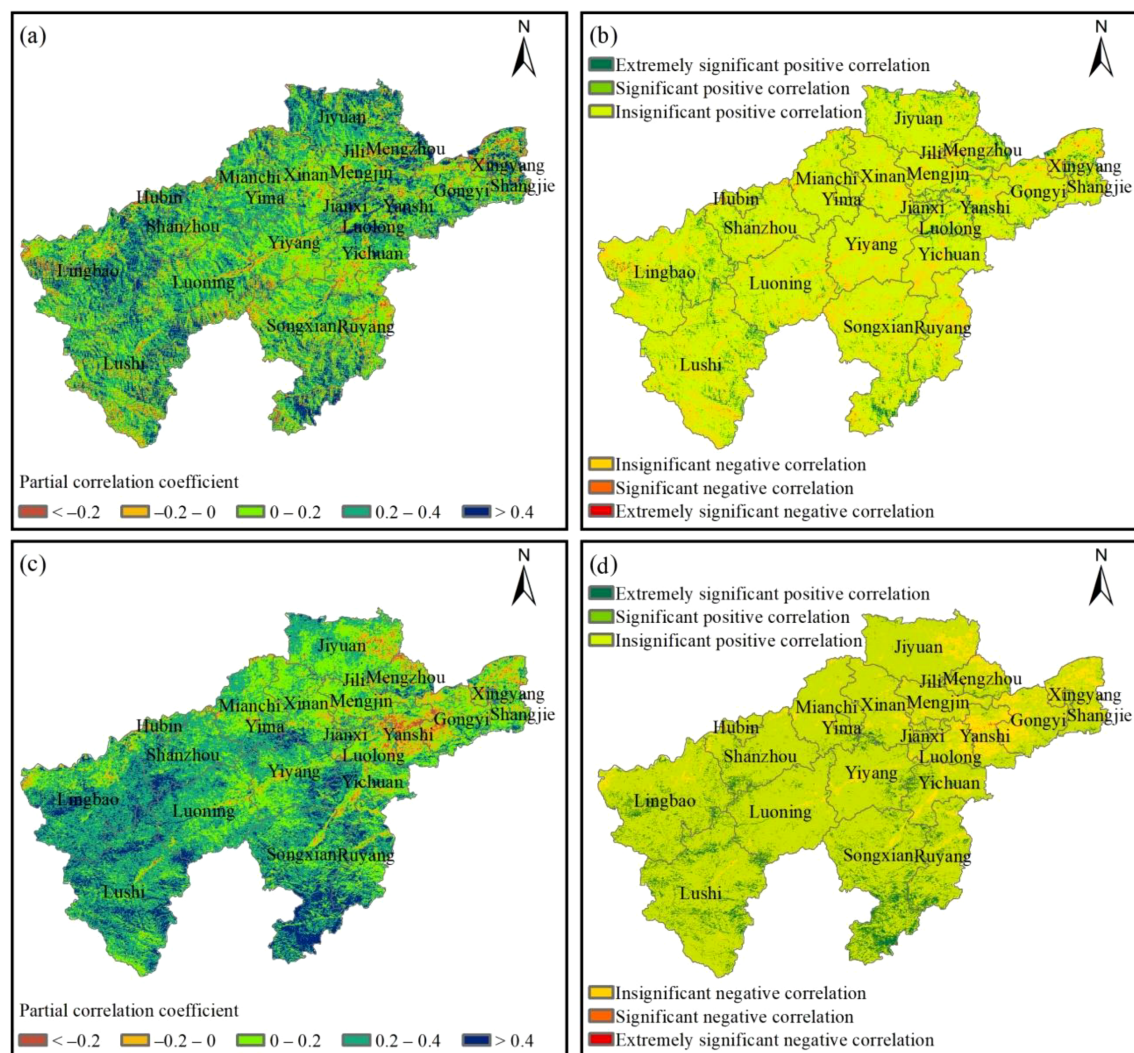 (a)
N
Jiyuan
Jili Mengzhou
Xingyang
Mianchi Xinan Mengjin
Gongyi Shangjie
Hubin
Yima
Jianxi Yanshi
Shanzhou
Luolong
Yiyang
Yichuan
Lingbao
Luoning
Songxian Ruyang
Lushi
Partial correlation coefficient
< –0.2
–0.2 – 0
0 – 0.2
0.2 – 0.4
> 0.4
(b)
N
Extremely significant positive correlation
Significant positive correlation
Insignificant positive correlation
Jiyuan
Jili Mengzhou
Xingyang
Mianchi Xinan Mengjin
Gongyi Shangjie
Hubin
Yima
Jianxi Yanshi
Shanzhou
Luolong
Yiyang
Yichuan
Lingbao
Luoning
Songxian Ruyang
Lushi
Insignificant negative correlation
Significant negative correlation
Extremely significant negative correlation
(c)
N
Jiyuan
Jili Mengzhou
Xingyang
Mianchi Xinan Mengjin
Gongyi Shangjie
Hubin
Yima
Jianxi Yanshi
Shanzhou
Luolong
Yiyang
Yichuan
Lingbao
Luoning
Songxian Ruyang
Lushi
Partial correlation coefficient
< –0.2
–0.2 – 0
0 – 0.2
0.2 – 0.4
> 0.4
(d)
N
Extremely significant positive correlation
Significant positive correlation
Insignificant positive correlation
Jiyuan
Jili Mengzhou
Xingyang
Mianchi Xinan Mengjin
Gongyi Shangjie
Hubin
Yima
Jianxi Yanshi
Shanzhou
Luolong
Yiyang
Yichuan
Lingbao
Luoning
Songxian Ruyang
Lushi
Insignificant negative correlation
Significant negative correlation
Extremely significant negative correlation